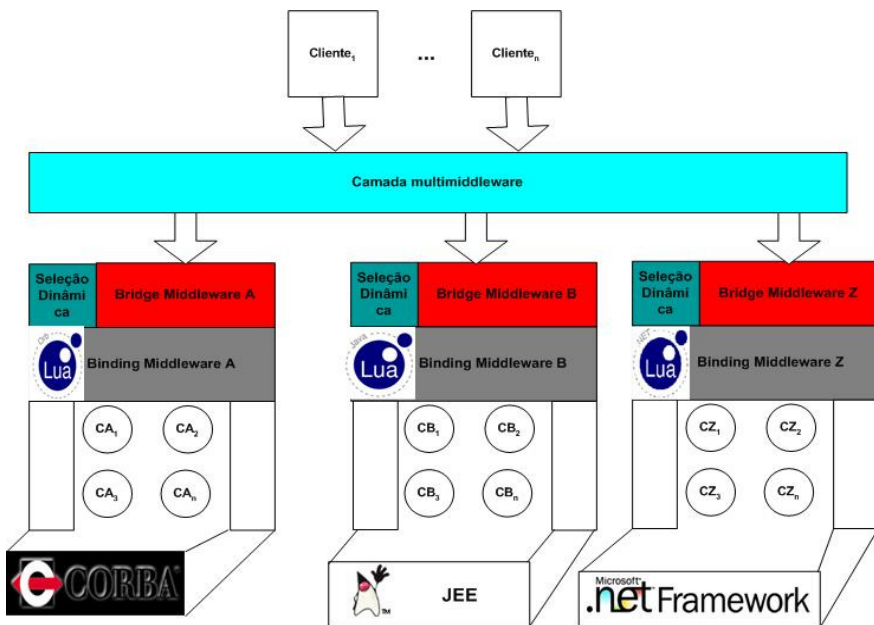 Cliente1
...
Clienten
Camada multimiddleware
Seleção
Dinâmi
ca
Bridge Middleware A
Seleção
Dinâmi
ca
Bridge Middleware B
Seleção
Dinâmi
ca
Bridge Middleware Z
Orb
Lua
Binding Middleware A
Java
Lua
Binding Middleware B
.NET
Lua
Binding Middleware Z
CA1
CA2
CB1
CB2
CZ1
CZ2
CA3
CAn
CB3
CBn
CZ3
CZn
CORBA®
TM
JEE
Microsoft®
.net Framework